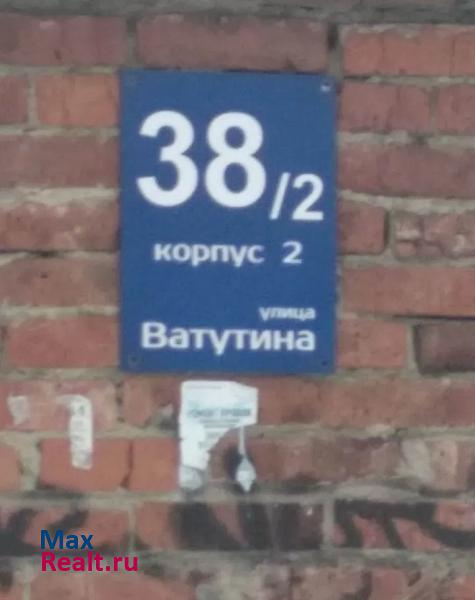 38/2
корпус 2
улица
Ватутина
Max
Realt.ru